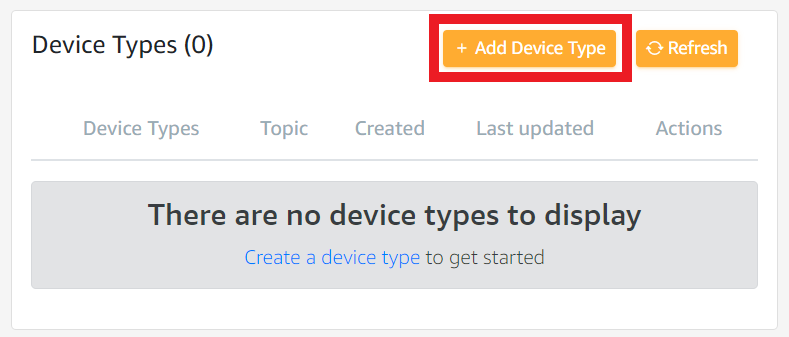 Device Types (0)
+ Add Device Type
Refresh
Device Types
Topic
Created
Last updated
Actions
There are no device types to display
Create a device type to get started